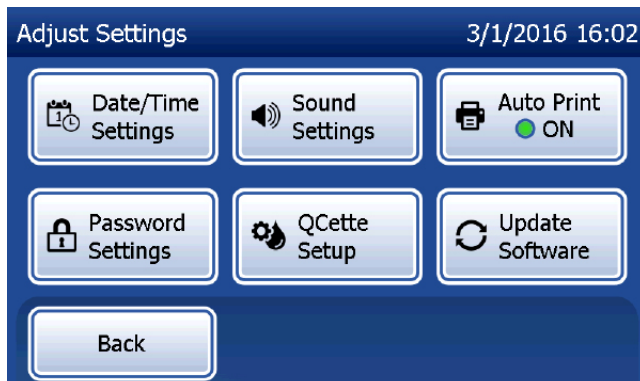 Adjust Settings 3/1/2016 16:02
Date/Time
Settings
Sound
Settings
Auto Print
ON
Password
Settings
QCette
Setup
Update
Software
Back